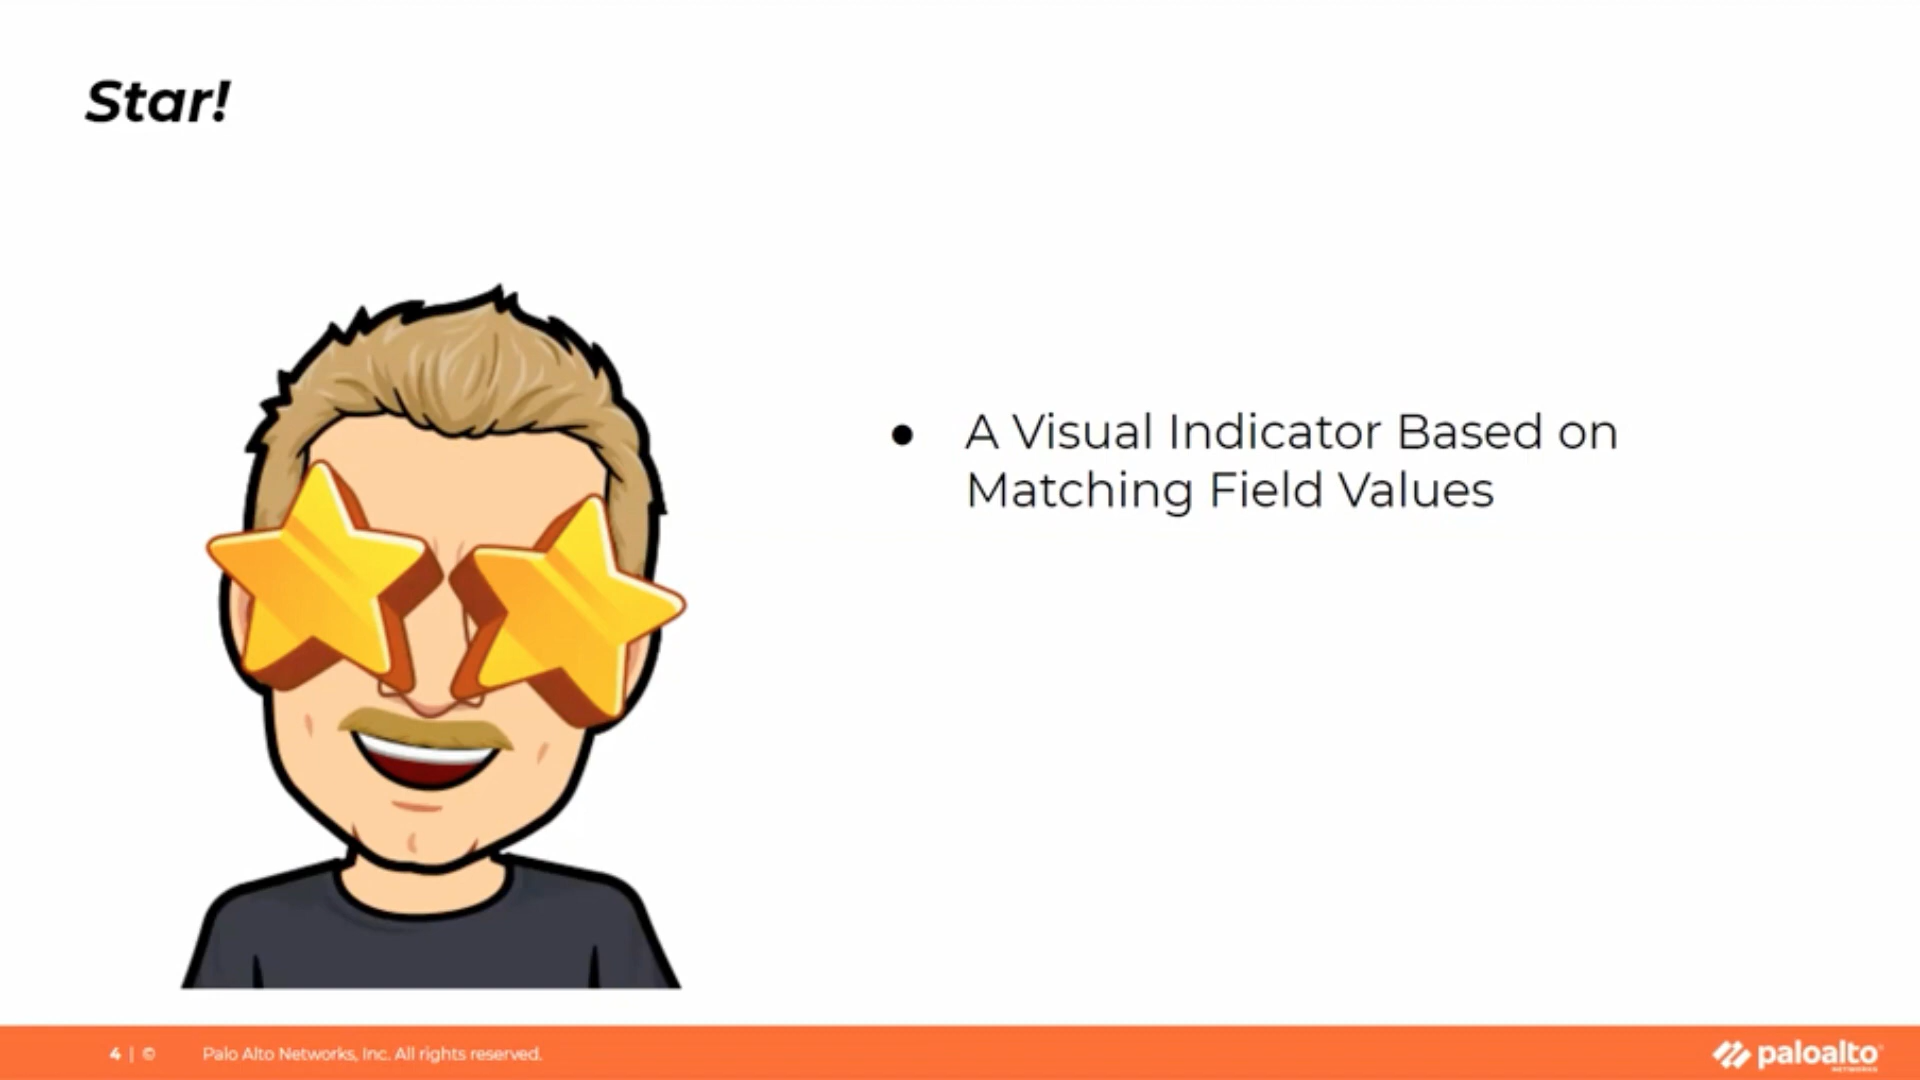 Star!
● A Visual Indicator Based on
Matching Field Values
4 | © Palo Alto Networks, Inc. All rights reserved.
paloalto
NETWORKS